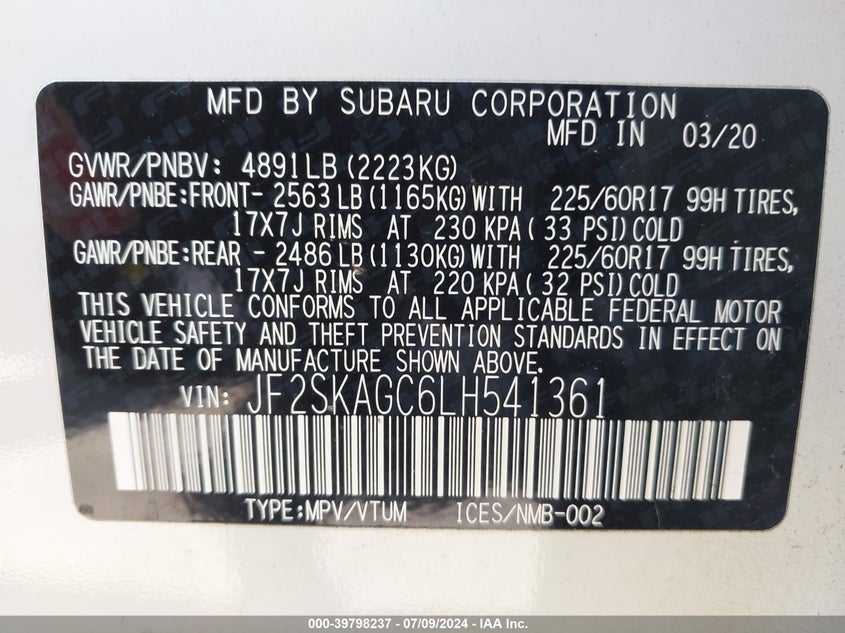 MFD BY SUBARU CORPORATION
MFD IN 03/20
GVWR/PNBV: 4891LB (2223KG)
GAWR/PNBE:FRONT- 2563 LB (1165KG) WITH 225/60R17 99H TIRES,
17X7J RIMS AT 230 KPA ( 33 PSI) COLD
GAWR/PNBE:REAR - 2486 LB (1130KG) WITH 225/60R17 99H TIRES,
17X7J RIMS AT 220 KPA ( 32 PSI) COLD
THIS VEHICLE CONFORMS TO ALL APPLICABLE FEDERAL MOTOR
VEHICLE SAFETY AND THEFT PREVENTION STANDARDS IN EFFECT ON
THE DATE OF MANUFACTURE SHOWN ABOVE.
VIN: JF2SKAGC6LH541361
TYPE:MPV/VTUM ICES/NMB-002
000-39798237 - 07/09/2024 - IAA Inc.